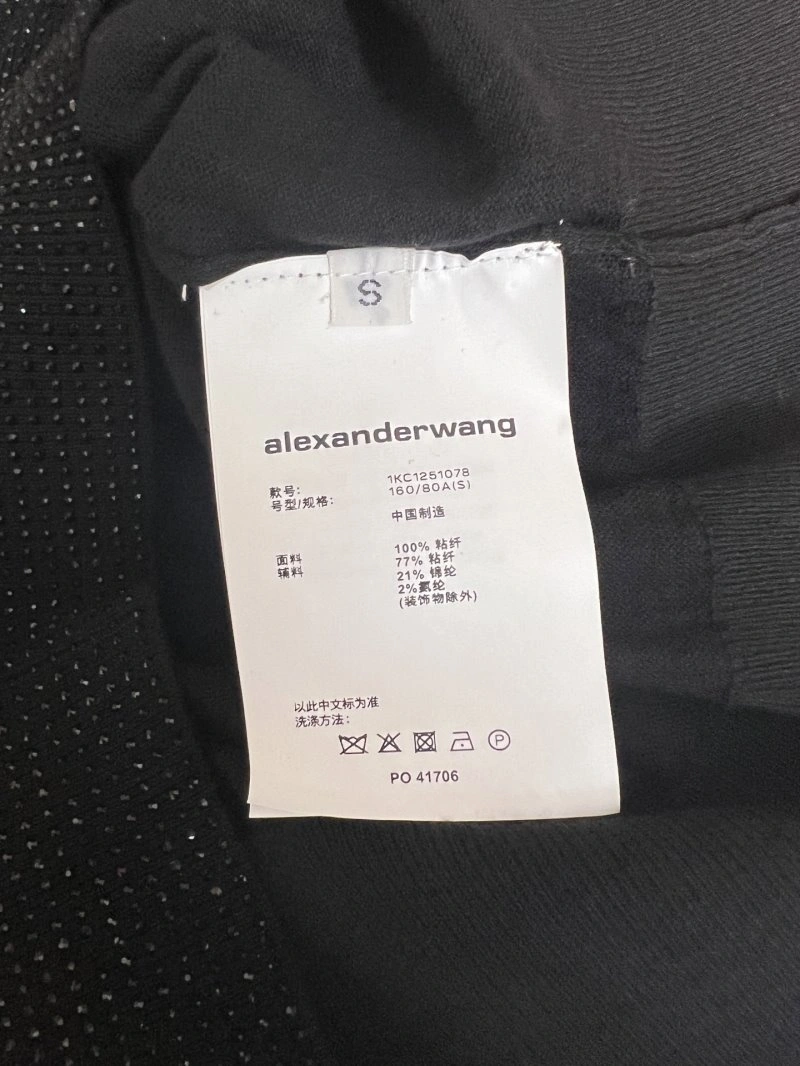 S
alexanderwang
款号: 1KC1251078
号型/规格: 160/80A(S)
中国制造
面料 100% 粘纤
辅料 77% 粘纤
21% 锦纶
2%氨纶
(装饰物除外)
以此中文标为准
洗涤方法:
P
PO 41706